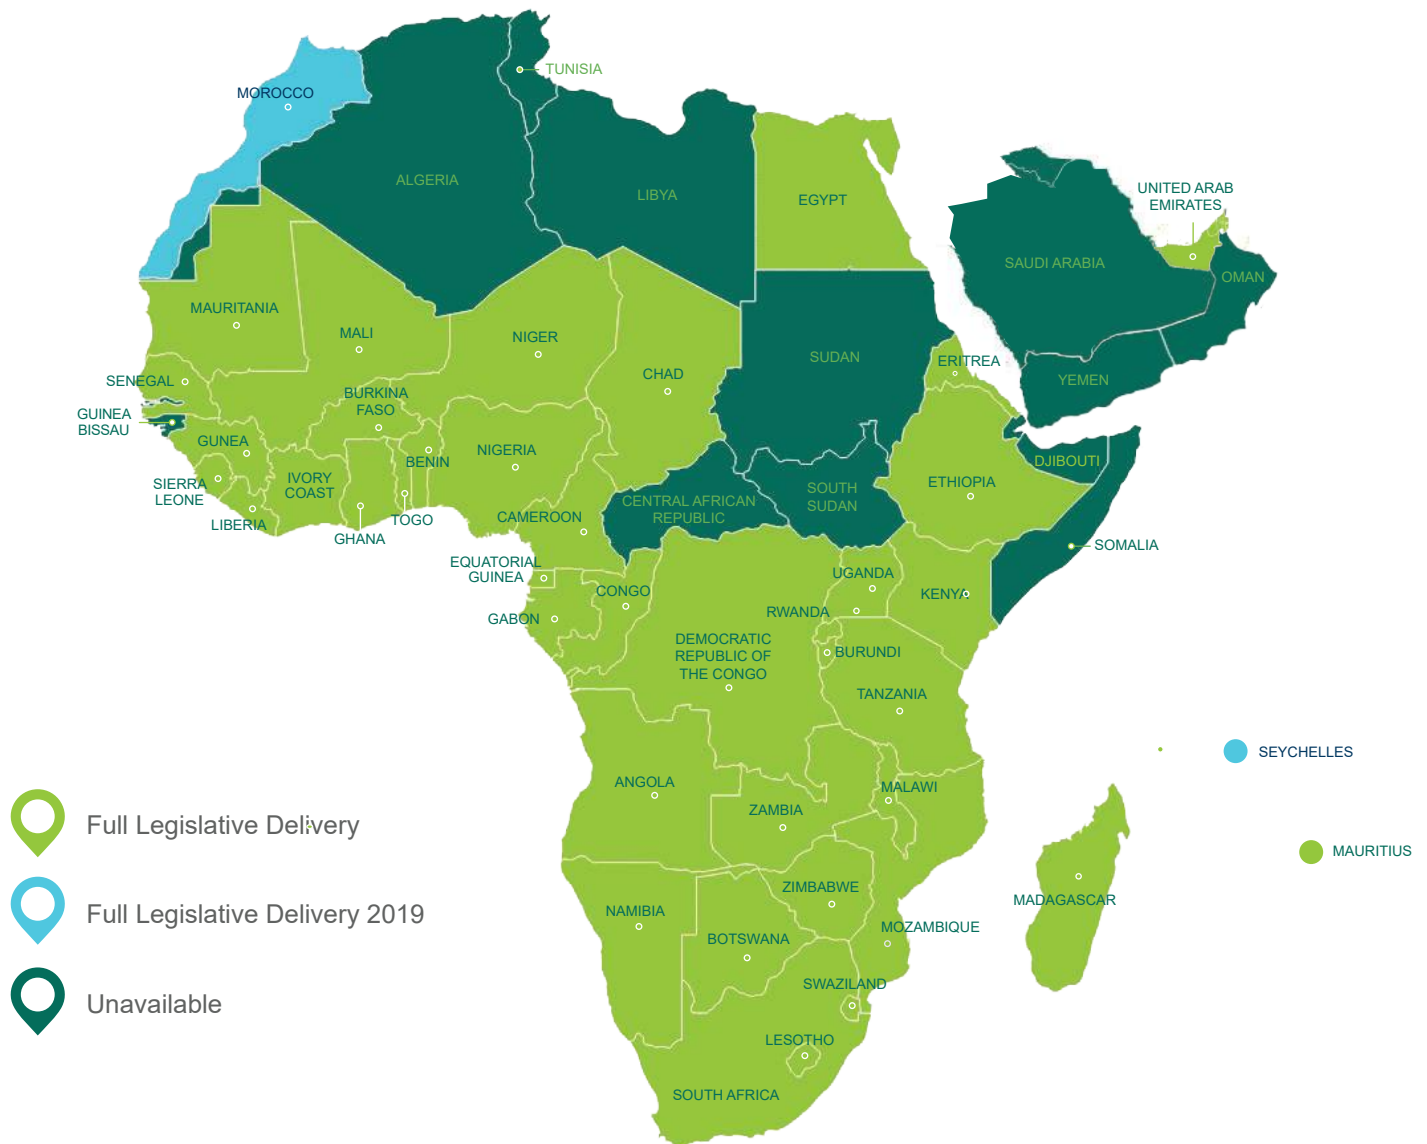 TUNISIA
MOROCCO
ALGERIA
LIBYA
EGYPT
UNITED ARAB
EMIRATES
SAUDI ARABIA
OMAN
MAURITANIA
MALI
NIGER
CHAD
SUDAN
ERITREA
YEMEN
SENEGAL
BURKINA
FASO
GUINEA
BISSAU
GUNEA
BENIN
NIGERIA
DJIBOUTI
SIERRA
LEONE
IVORY
COAST
CENTRAL AFRICAN
REPUBLIC
SOUTH
SUDAN
ETHIOPIA
LIBERIA
GHANA
TOGO
CAMEROON
SOMALIA
EQUATORIAL
GUINEA
CONGO
UGANDA
KENYA
GABON
RWANDA
DEMOCRATIC
REPUBLIC OF
THE CONGO
BURUNDI
TANZANIA
SEYCHELLES
ANGOLA
ZAMBIA
MALAWI
Full Legislative Delivery
MAURITIUS
ZIMBABWE
MADAGASCAR
Full Legislative Delivery 2019
NAMIBIA
BOTSWANA
MOZAMBIQUE
SWAZILAND
Unavailable
LESOTHO
SOUTH AFRICA